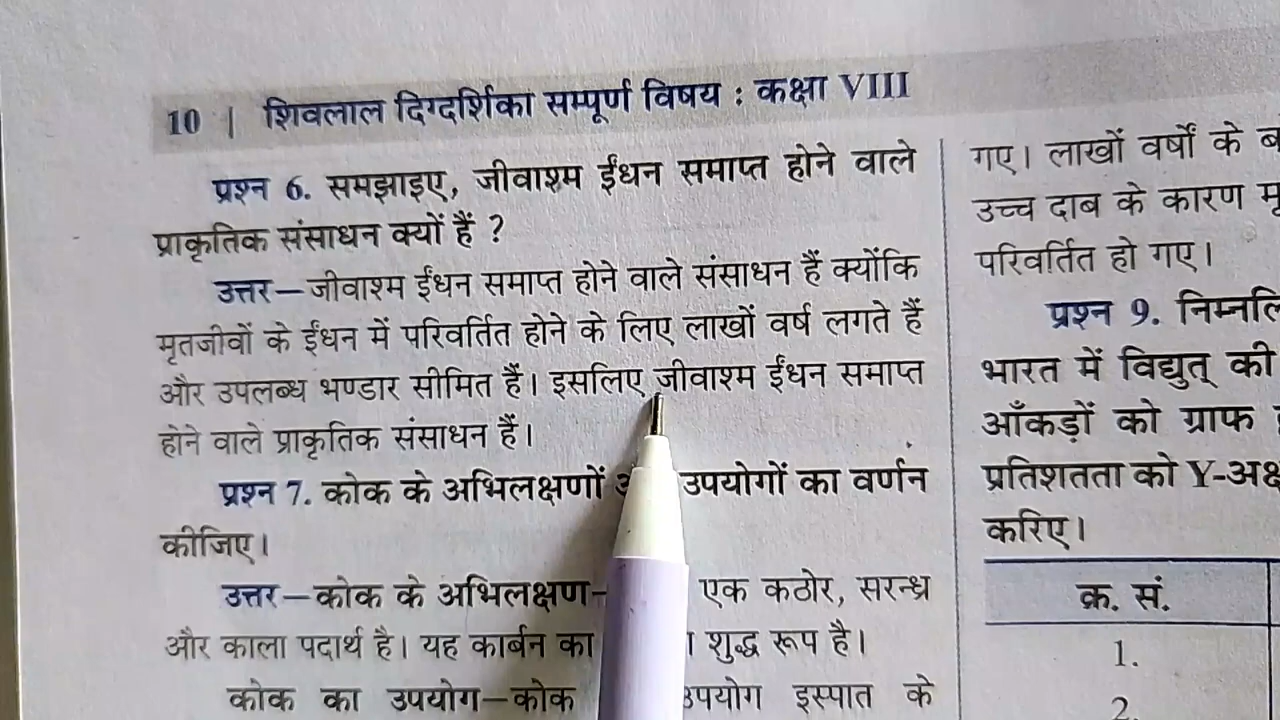 10 | शिवलाल दिग्दर्शिका सम्पूर्ण विषय : कक्षा VIII
प्रश्न 6. समझाइए, जीवाश्म ईंधन समाप्त होने वाले
प्राकृतिक संसाधन क्यों हैं ?
उत्तर—जीवाश्म ईंधन समाप्त होने वाले संसाधन हैं क्योंकि
मृतजीवों के ईंधन में परिवर्तित होने के लिए लाखों वर्ष लगते हैं
और उपलब्ध भण्डार सीमित हैं। इसलिए जीवाश्म ईंधन समाप्त
होने वाले प्राकृतिक संसाधन हैं।
प्रश्न 7. कोक के अभिलक्षणों उपयोगों का वर्णन
कीजिए।
उत्तर—कोक के अभिलक्षण— एक कठोर, सरन्ध्र
और काला पदार्थ है। यह कार्बन का शुद्ध रूप है।
कोक का उपयोग—कोक उपयोग इस्पात के
गए। लाखों वर्षों के
उच्च दाब के कारण
परिवर्तित हो गए।
प्रश्न 9.
भारत में विद्युत् की
आँकड़ों को ग्राफ
प्रतिशतता को
करिए।
क्र. सं.
1.
2.